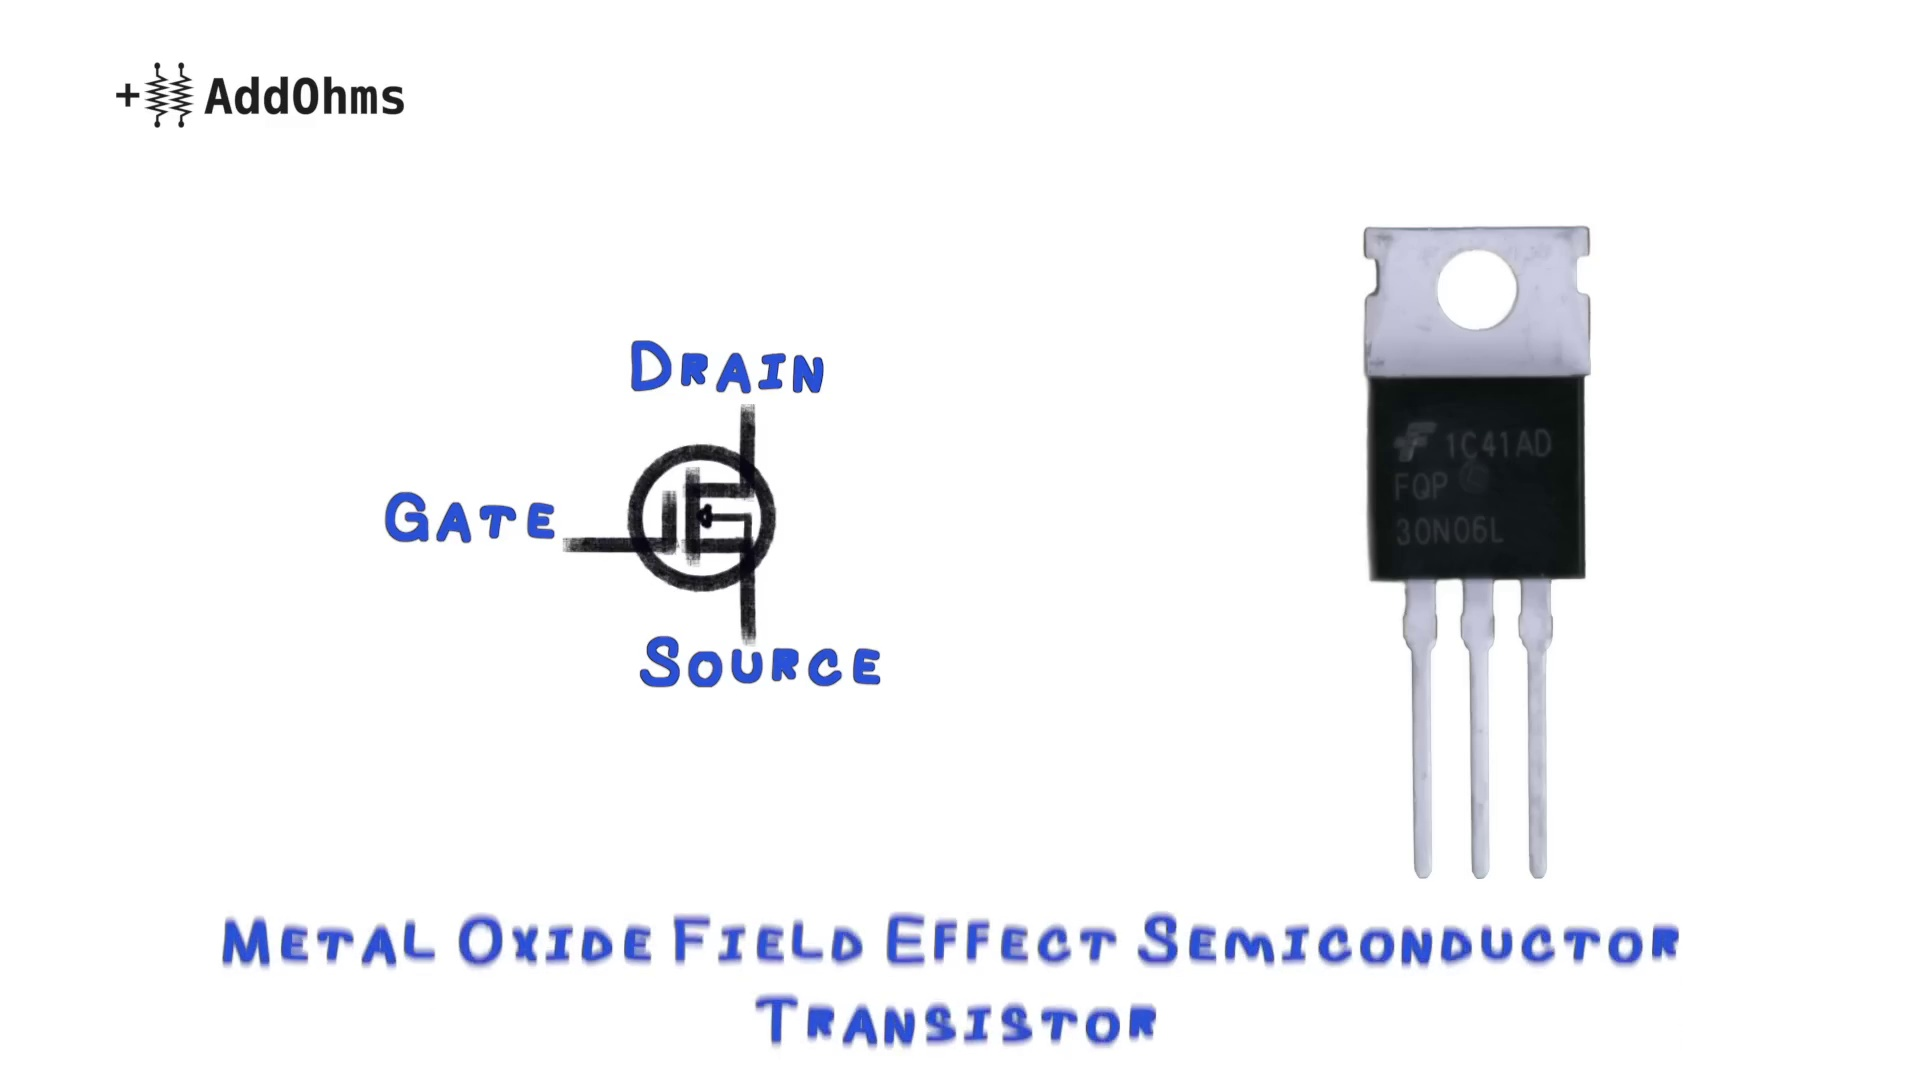 + AddOhms
DRAIN
GATE
SOURCE
1C41AD
FQP
30N06L
METAL OXIDE FIELD EFFECT SEMICONDUCTOR
TRANSISTOR